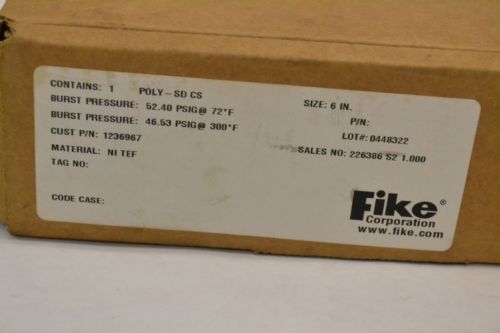 CONTAINS: 1 POLY-SD CS
SIZE: 6 IN.
BURST PRESSURE: 52.40 PSIG@ 72°F
P/N:
BURST PRESSURE: 46.53 PSIG@ 300°F
LOT#: 0448322
CUST P/N: 1236967
SALES NO: 226386 S2 1.000
MATERIAL: NI TEF
TAG NO:
CODE CASE:
Fike®
Corporation
www.fike.com